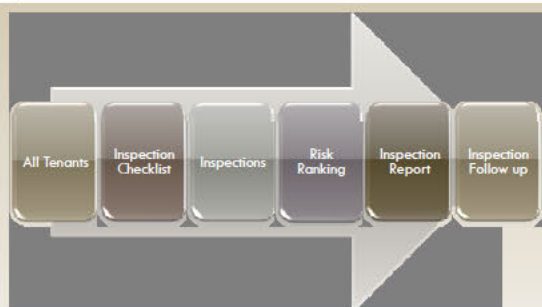 All Tenants
Inspection
Checklist
Inspections
Risk
Ranking
Inspection
Report
Inspection
Follow up